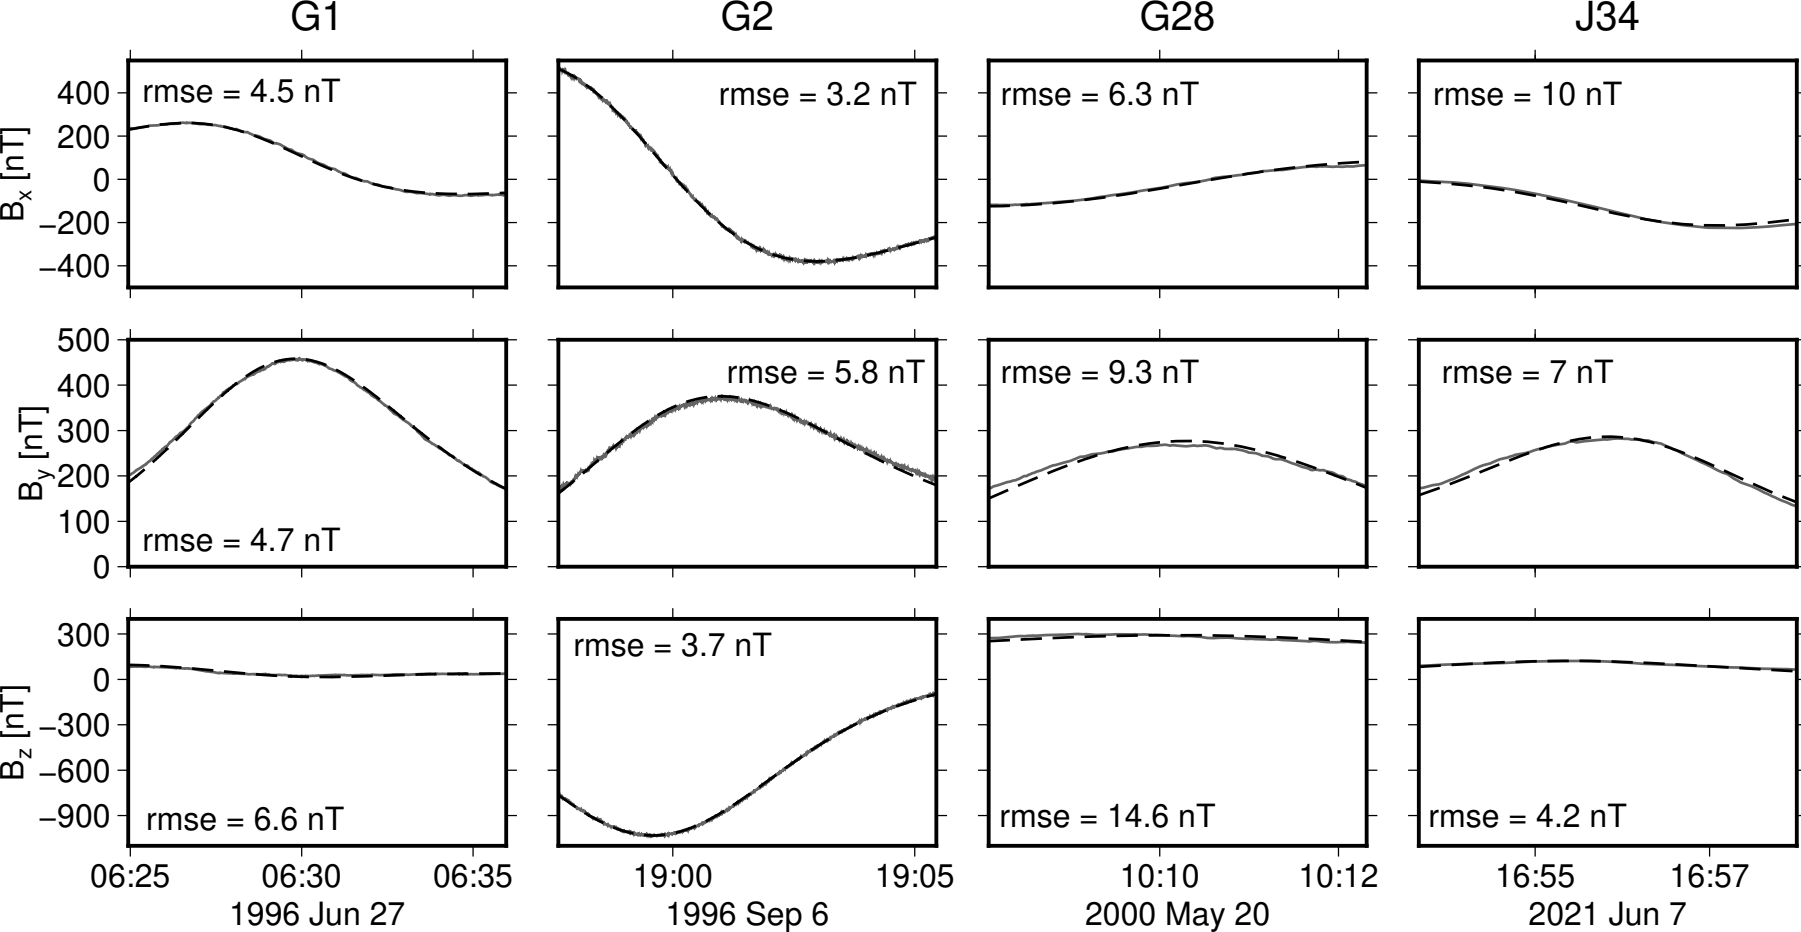 G1 G2 G28 J34
400
200
0
−200
−400
Bx [nT]
rmse = 4.5 nT
rmse = 3.2 nT
rmse = 6.3 nT
rmse = 10 nT
500
400
300
200
100
0
By [nT]
rmse = 4.7 nT
rmse = 5.8 nT
rmse = 9.3 nT
rmse = 7 nT
300
0
−300
−600
−900
Bz [nT]
rmse = 6.6 nT
rmse = 3.7 nT
rmse = 14.6 nT
rmse = 4.2 nT
06:25 06:30 06:35 19:00 19:05 10:10 10:12 16:55 16:57
1996 Jun 27 1996 Sep 6 2000 May 20 2021 Jun 7